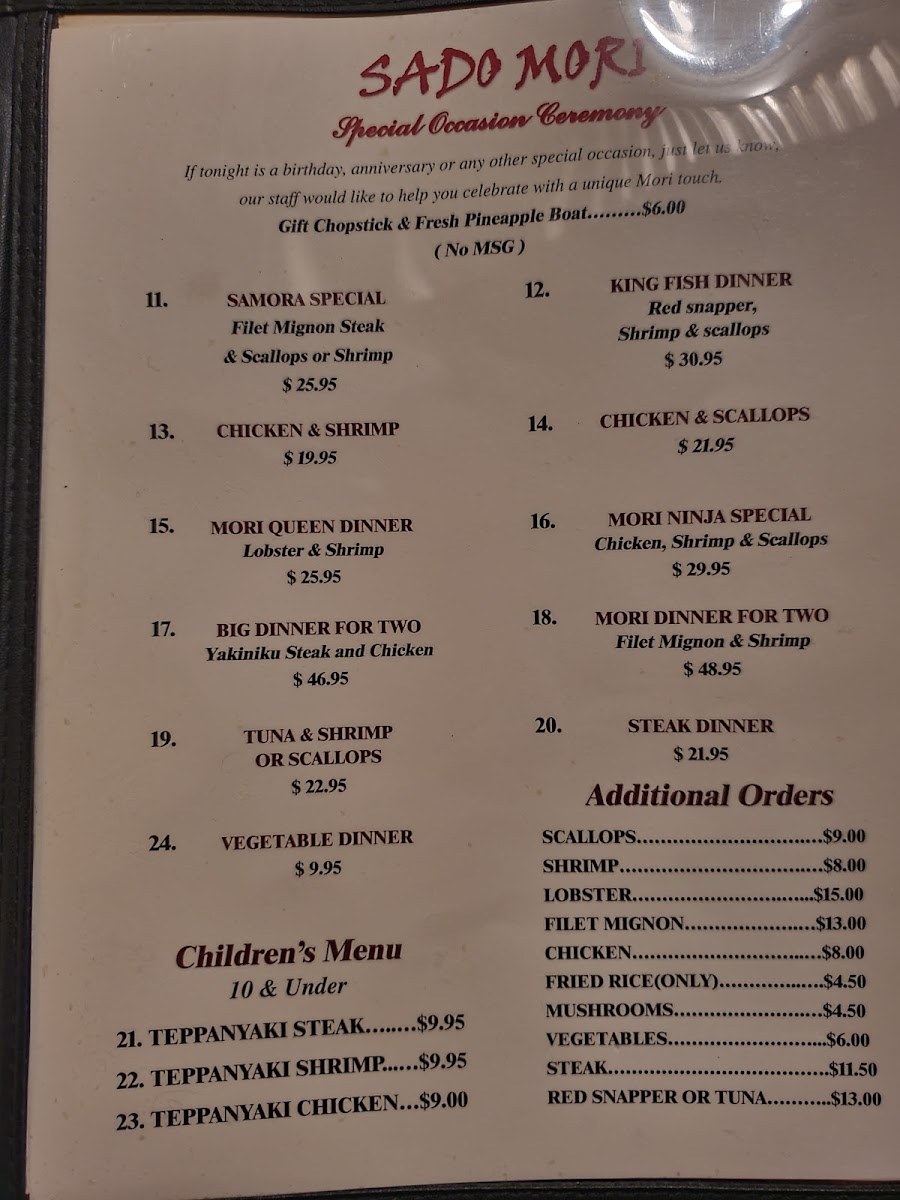 SADO MORI
Special Occasion Ceremony
If tonight is a birthday, anniversary or any other special occasion, just let us know,
our staff would like to help you celebrate with a unique Mori touch.
Gift Chopstick & Fresh Pineapple Boat.........$6.00
( No MSG )
11. SAMORA SPECIAL
Filet Mignon Steak
& Scallops or Shrimp
$ 25.95
12. KING FISH DINNER
Red snapper,
Shrimp & scallops
$ 30.95
13. CHICKEN & SHRIMP
$ 19.95
14. CHICKEN & SCALLOPS
$ 21.95
15. MORI QUEEN DINNER
Lobster & Shrimp
$ 25.95
16. MORI NINJA SPECIAL
Chicken, Shrimp & Scallops
$ 29.95
17. BIG DINNER FOR TWO
Yakiniku Steak and Chicken
$ 46.95
18. MORI DINNER FOR TWO
Filet Mignon & Shrimp
$ 48.95
19. TUNA & SHRIMP
OR SCALLOPS
$ 22.95
20. STEAK DINNER
$ 21.95
24. VEGETABLE DINNER
$ 9.95
Children's Menu
10 & Under
21. TEPPANYAKI STEAK........$9.95
22. TEPPANYAKI SHRIMP......$9.95
23. TEPPANYAKI CHICKEN...$9.00
Additional Orders
SCALLOPS................................$9.00
SHRIMP...................................$8.00
LOBSTER...............................$15.00
FILET MIGNON......................$13.00
CHICKEN.................................$8.00
FRIED RICE(ONLY)..................$4.50
MUSHROOMS..........................$4.50
VEGETABLES...........................$6.00
STEAK......................................$11.50
RED SNAPPER OR TUNA...........$13.00